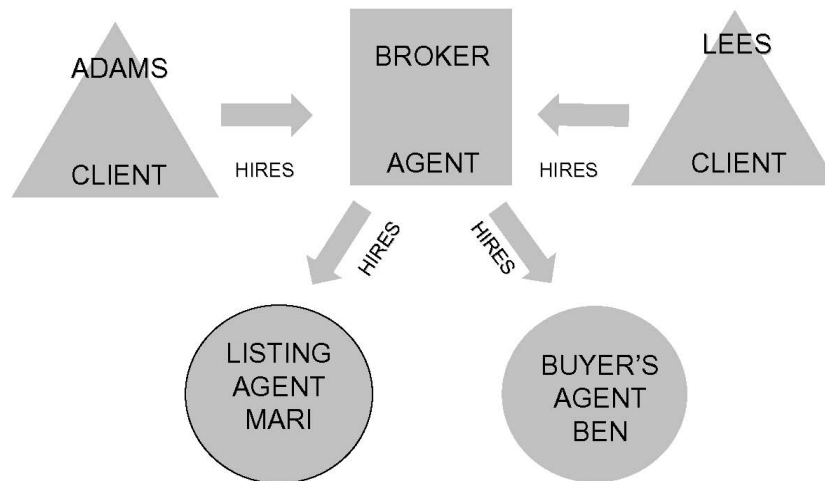 ADAMS
CLIENT
HIRES
BROKER
AGENT
HIRES
LEES
CLIENT
HIRES
HIRES
LISTING
AGENT
MARI
BUYER'S
AGENT
BEN